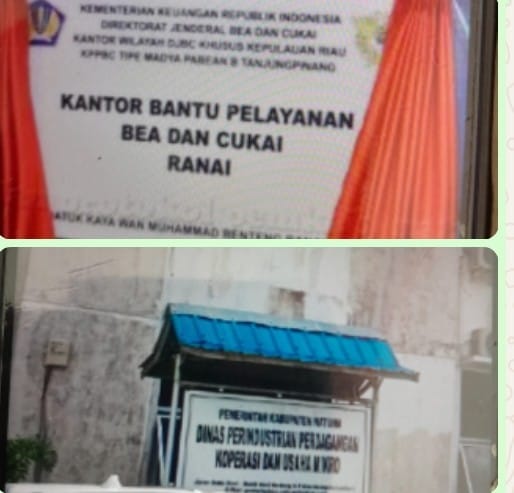 KEMENTERIAN KEUANGAN REPUBLIK INDONESIA
DIREKTORAT JENDERAL BEA DAN CUKAI
KANTOR WILAYAH DJBC KHUSUS KEPULAUAN RIAU
KPPBC TIPE MADYA PABEAN B TANJUNGPINANG
KANTOR BANTU PELAYANAN
BEA DAN CUKAI
RANAI
DATUK KAYA WAN MUHAMMAD BENTENG
PEMERINTAH KABUPATEN NATUNA
DINAS PERINDUSTRIAN PERDAGANGAN
KOPERASI DAN USAHA MIKRO